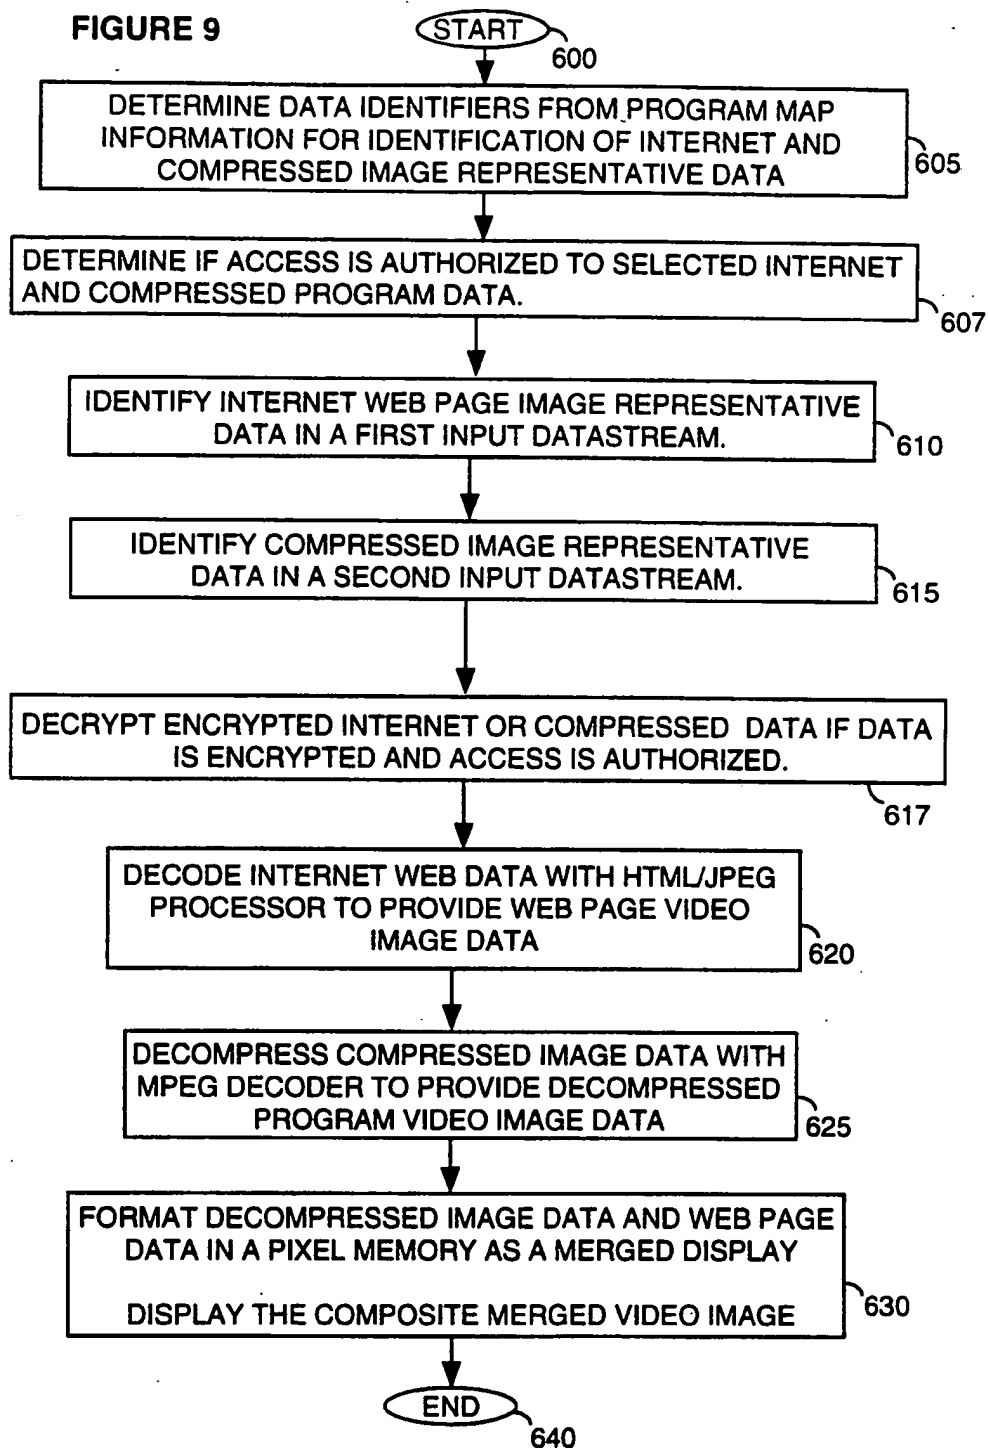 FIGURE 9
START
600
DETERMINE DATA IDENTIFIERS FROM PROGRAM MAP
INFORMATION FOR IDENTIFICATION OF INTERNET AND
COMPRESSED IMAGE REPRESENTATIVE DATA
605
DETERMINE IF ACCESS IS AUTHORIZED TO SELECTED INTERNET
AND COMPRESSED PROGRAM DATA.
607
IDENTIFY INTERNET WEB PAGE IMAGE REPRESENTATIVE
DATA IN A FIRST INPUT DATASTREAM.
610
IDENTIFY COMPRESSED IMAGE REPRESENTATIVE
DATA IN A SECOND INPUT DATASTREAM.
615
DECRYPT ENCRYPTED INTERNET OR COMPRESSED DATA IF DATA
IS ENCRYPTED AND ACCESS IS AUTHORIZED.
617
DECODE INTERNET WEB DATA WITH HTML/JPEG
PROCESSOR TO PROVIDE WEB PAGE VIDEO
IMAGE DATA
620
DECOMPRESS COMPRESSED IMAGE DATA WITH
MPEG DECODER TO PROVIDE DECOMPRESSED
PROGRAM VIDEO IMAGE DATA
625
FORMAT DECOMPRESSED IMAGE DATA AND WEB PAGE
DATA IN A PIXEL MEMORY AS A MERGED DISPLAY
DISPLAY THE COMPOSITE MERGED VIDEO IMAGE
630
END
640